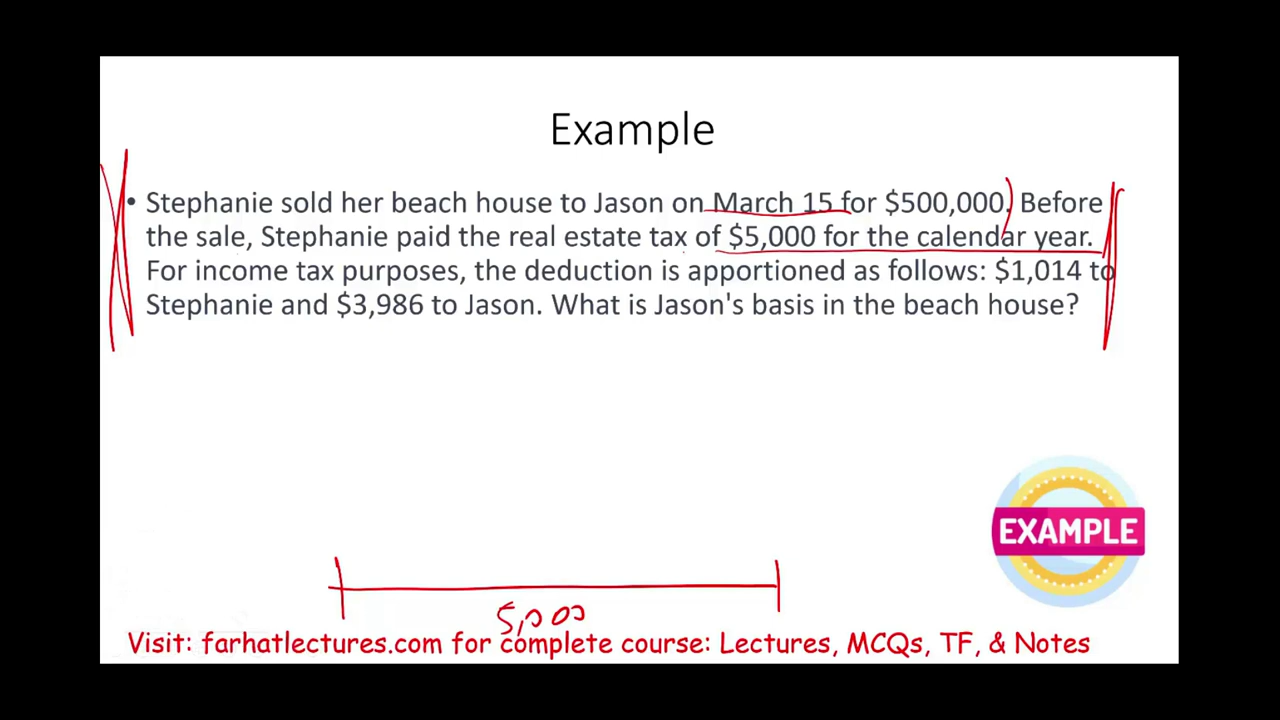 Example
• Stephanie sold her beach house to Jason on March 15 for $500,000. Before
the sale, Stephanie paid the real estate tax of $5,000 for the calendar year.
For income tax purposes, the deduction is apportioned as follows: $1,014 to
Stephanie and $3,986 to Jason. What is Jason's basis in the beach house?
EXAMPLE
5,000
Visit: farhatlectures.com for complete course: Lectures, MCQs, TF, & Notes